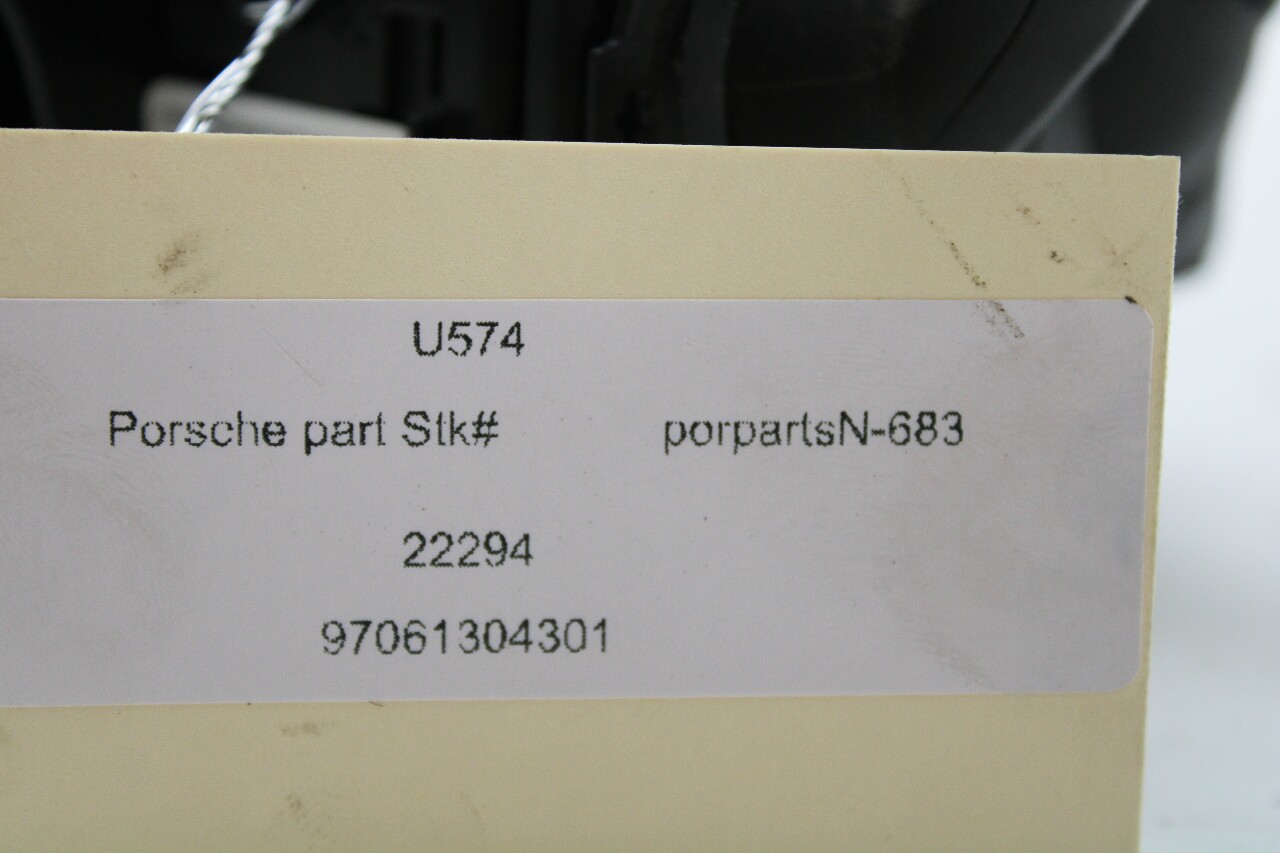 U574
Porsche part Stk# porpartsN-683
22294
97061304301